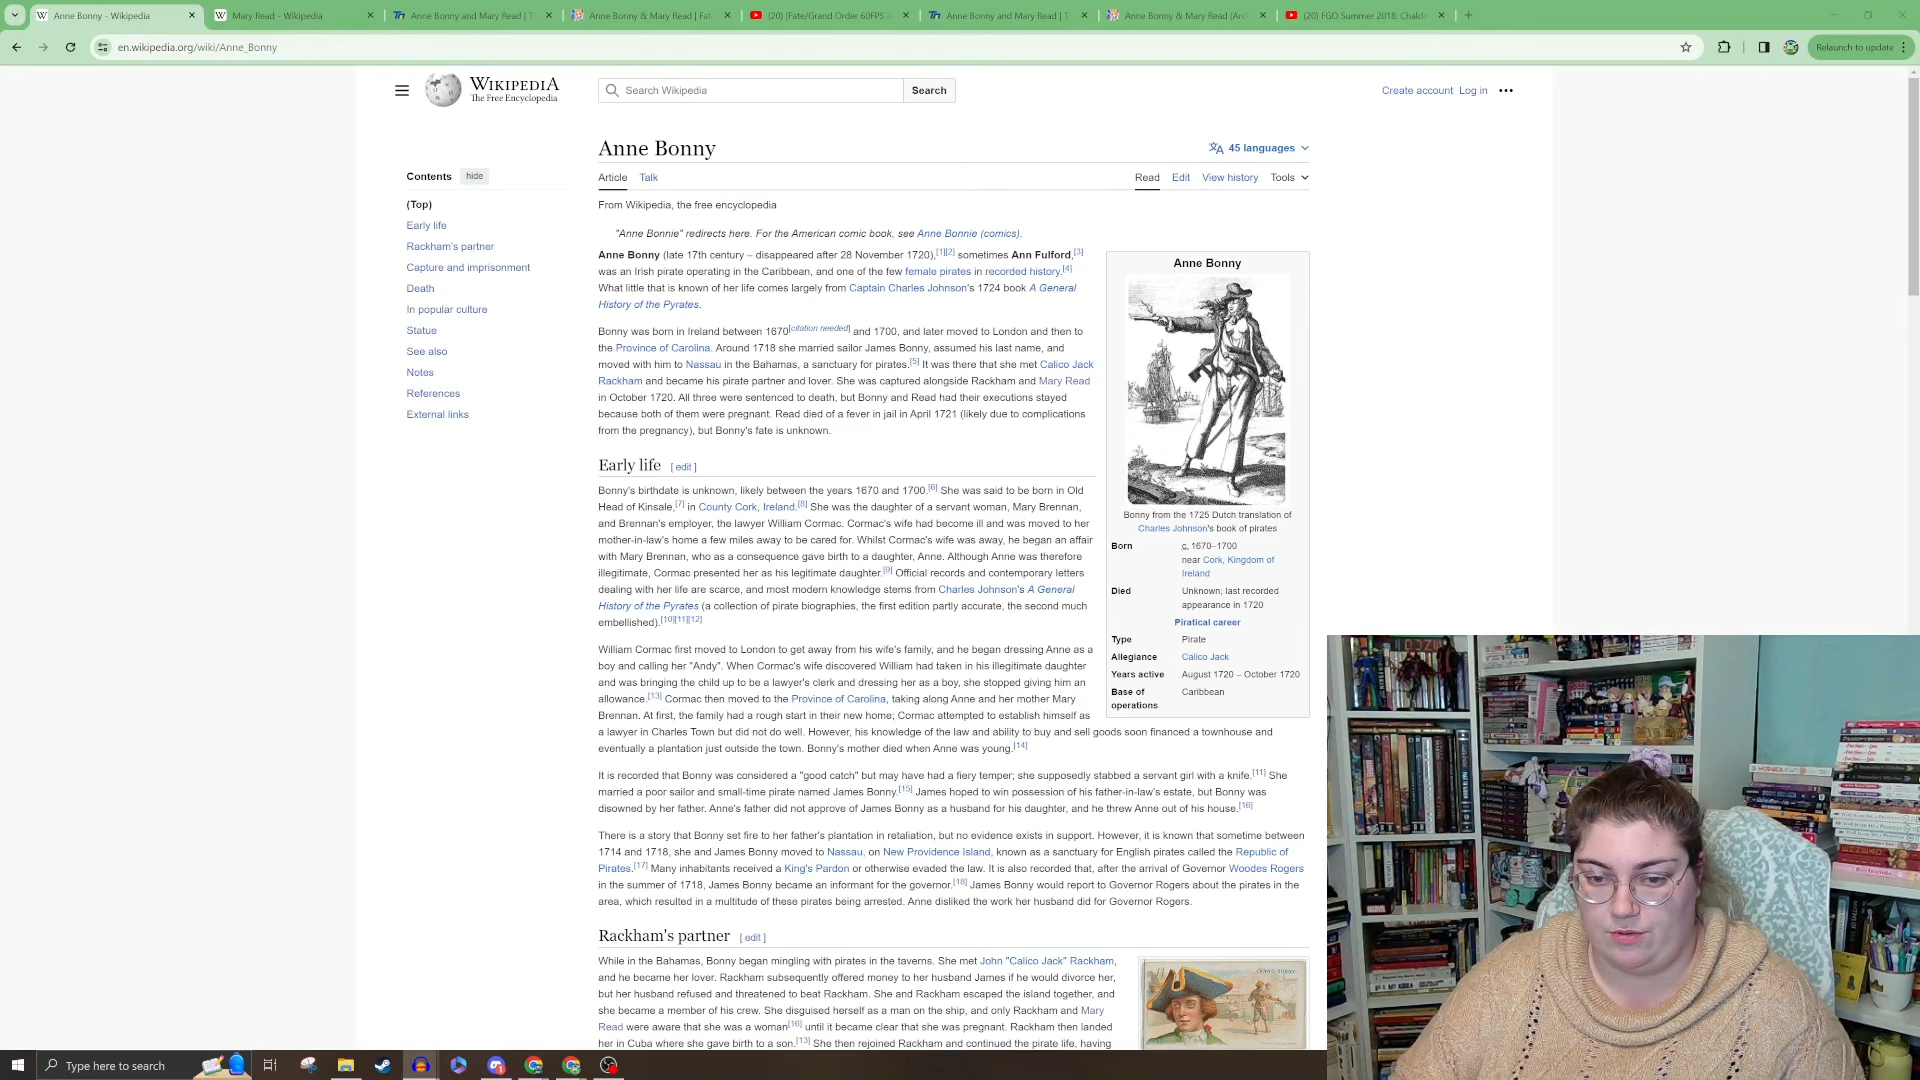 Anne Bonny - Wikipedia
Mary Read - Wikipedia
Anne Bonny and Mary Read | T
Anne Bonny & Mary Read | Fat
(20) [Fate/Grand Order 60FPS 4
Anne Bonny and Mary Read | T
Anne Bonny & Mary Read (Arc
(20) FGO Summer 2018: Chald
en.wikipedia.org/wiki/Anne_Bonny
Relaunch to update
WIKIPEDIA
The Free Encyclopedia
Search Wikipedia
Search
Create account
Log in
Contents
hide
(Top)
Early life
Rackham's partner
Capture and imprisonment
Death
In popular culture
Statue
See also
Notes
References
External links
Anne Bonny
45 languages
Article
Talk
Read
Edit
View history
Tools
From Wikipedia, the free encyclopedia
"Anne Bonnie" redirects here. For the American comic book, see Anne Bonnie (comics).
Anne Bonny (late 17th century – disappeared after 28 November 1720),[1][2] sometimes Ann Fulford,[3]
was an Irish pirate operating in the Caribbean, and one of the few female pirates in recorded history.[4]
What little that is known of her life comes largely from Captain Charles Johnson's 1724 book A General
History of the Pyrates.
Bonny was born in Ireland between 1670[citation needed] and 1700, and later moved to London and then to
the Province of Carolina. Around 1718 she married sailor James Bonny, assumed his last name, and
moved with him to Nassau in the Bahamas, a sanctuary for pirates.[5] It was there that she met Calico Jack
Rackham and became his pirate partner and lover. She was captured alongside Rackham and Mary Read
in October 1720. All three were sentenced to death, but Bonny and Read had their executions stayed
because both of them were pregnant. Read died of a fever in jail in April 1721 (likely due to complications
from the pregnancy), but Bonny's fate is unknown.
Anne Bonny
Bonny from the 1725 Dutch translation of
Charles Johnson's book of pirates
Born
c. 1670–1700
near Cork, Kingdom of
Ireland
Died
Unknown; last recorded
appearance in 1720
Piratical career
Type
Pirate
Allegiance
Calico Jack
Years active
August 1720 – October 1720
Base of
operations
Caribbean
Early life [ edit ]
Bonny's birthdate is unknown, likely between the years 1670 and 1700.[6] She was said to be born in Old
Head of Kinsale,[7] in County Cork, Ireland.[8] She was the daughter of a servant woman, Mary Brennan,
and Brennan's employer, the lawyer William Cormac. Cormac's wife had become ill and was moved to her
mother-in-law's home a few miles away to be cared for. Whilst Cormac's wife was away, he began an affair
with Mary Brennan, who as a consequence gave birth to a daughter, Anne. Although Anne was therefore
illegitimate, Cormac presented her as his legitimate daughter.[9] Official records and contemporary letters
dealing with her life are scarce, and most modern knowledge stems from Charles Johnson's A General
History of the Pyrates (a collection of pirate biographies, the first edition partly accurate, the second much
embellished).[10][11][12]
William Cormac first moved to London to get away from his wife's family, and he began dressing Anne as a
boy and calling her "Andy". When Cormac's wife discovered William had taken in his illegitimate daughter
and was bringing the child up to be a lawyer's clerk and dressing her as a boy, she stopped giving him an
allowance.[13] Cormac then moved to the Province of Carolina, taking along Anne and her mother Mary
Brennan. At first, the family had a rough start in their new home; Cormac attempted to establish himself as
a lawyer in Charles Town but did not do well. However, his knowledge of the law and ability to buy and sell goods soon financed a townhouse and
eventually a plantation just outside the town. Bonny's mother died when Anne was young.[14]
It is recorded that Bonny was considered a "good catch" but may have had a fiery temper; she supposedly stabbed a servant girl with a knife.[11] She
married a poor sailor and small-time pirate named James Bonny.[15] James hoped to win possession of his father-in-law's estate, but Bonny was
disowned by her father. Anne's father did not approve of James Bonny as a husband for his daughter, and he threw Anne out of his house.[16]
There is a story that Bonny set fire to her father's plantation in retaliation, but no evidence exists in support. However, it is known that sometime between
1714 and 1718, she and James Bonny moved to Nassau, on New Providence Island, known as a sanctuary for English pirates called the Republic of
Pirates.[17] Many inhabitants received a King's Pardon or otherwise evaded the law. It is also recorded that, after the arrival of Governor Woodes Rogers
in the summer of 1718, James Bonny became an informant for the governor.[18] James Bonny would report to Governor Rogers about the pirates in the
area, which resulted in a multitude of these pirates being arrested. Anne disliked the work her husband did for Governor Rogers.
Rackham's partner [ edit ]
While in the Bahamas, Bonny began mingling with pirates in the taverns. She met John "Calico Jack" Rackham,
and he became her lover. Rackham subsequently offered money to her husband James if he would divorce her,
but her husband refused and threatened to beat Rackham. She and Rackham escaped the island together, and
she became a member of his crew. She disguised herself as a man on the ship, and only Rackham and Mary
Read were aware that she was a woman[16] until it became clear that she was pregnant. Rackham then landed
her in Cuba where she gave birth to a son.[13] She then rejoined Rackham and continued the pirate life, having
ANNE BONNY.
Type here to search